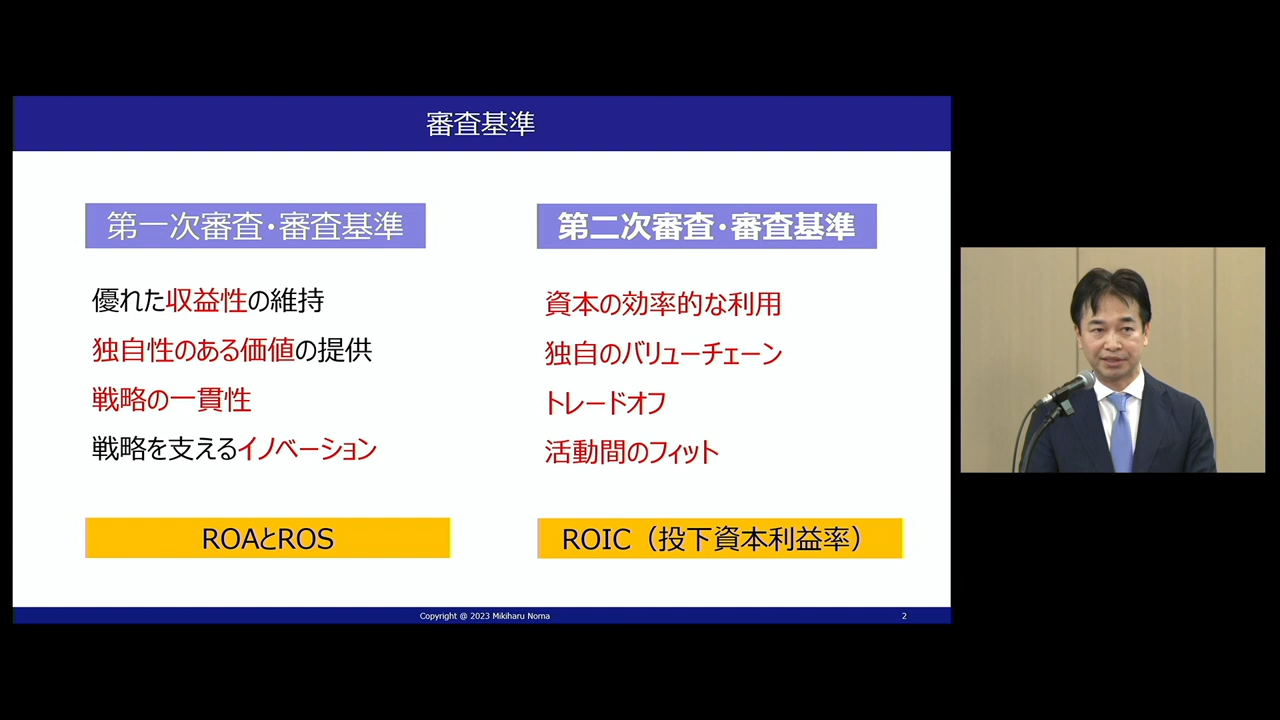 審査基準
第一次審査・審査基準
優れた収益性の維持
独自性のある価値の提供
戦略の一貫性
戦略を支えるイノベーション
ROAとROS
第二次審査・審査基準
資本の効率的な利用
独自のバリューチェーン
トレードオフ
活動間のフィット
ROIC（投下資本利益率）
Copyright @ 2023 Mikiharu Noma
2